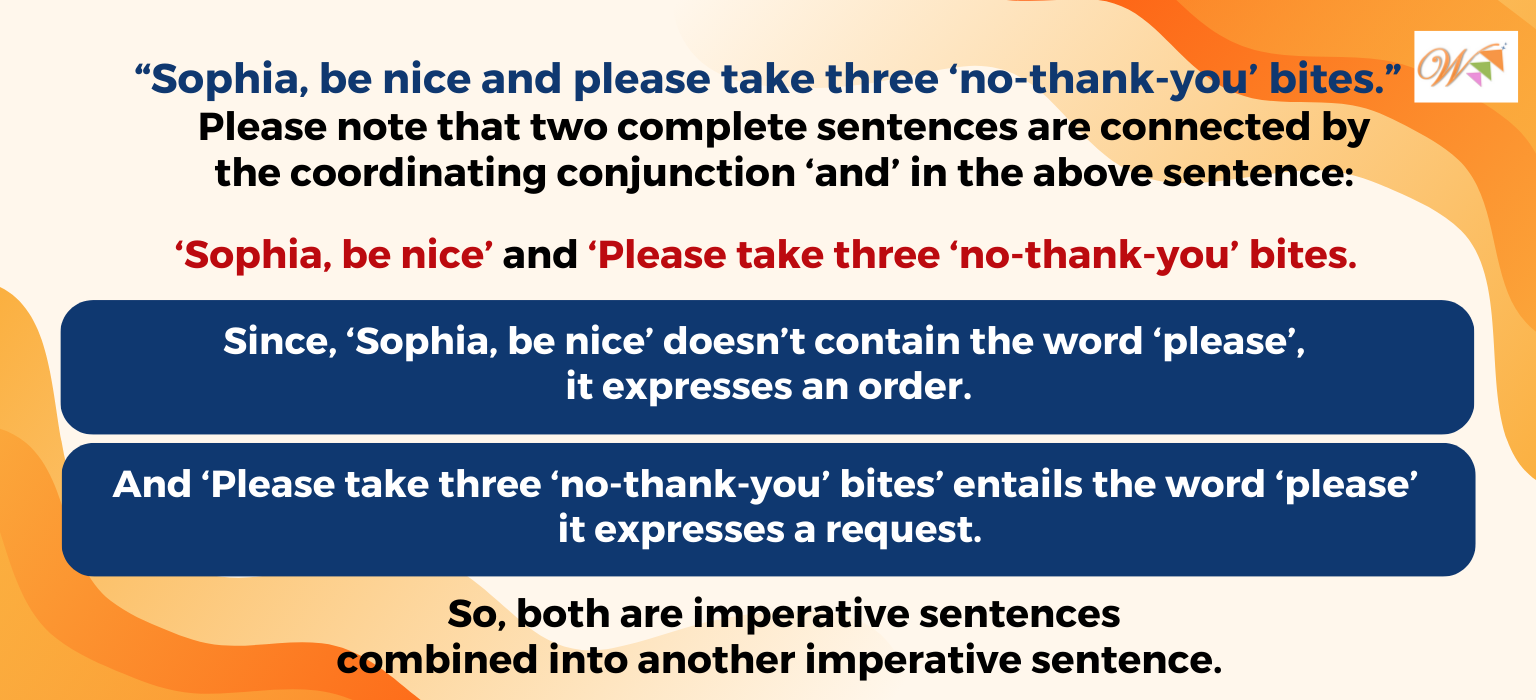 “Sophia, be nice and please take three ‘no-thank-you’ bites.”
Please note that two complete sentences are connected by
the coordinating conjunction ‘and’ in the above sentence:
‘Sophia, be nice’ and ‘Please take three ‘no-thank-you’ bites.
Since, ‘Sophia, be nice’ doesn’t contain the word ‘please’,
it expresses an order.
And ‘Please take three ‘no-thank-you’ bites’ entails the word ‘please’
it expresses a request.
So, both are imperative sentences
combined into another imperative sentence.
W